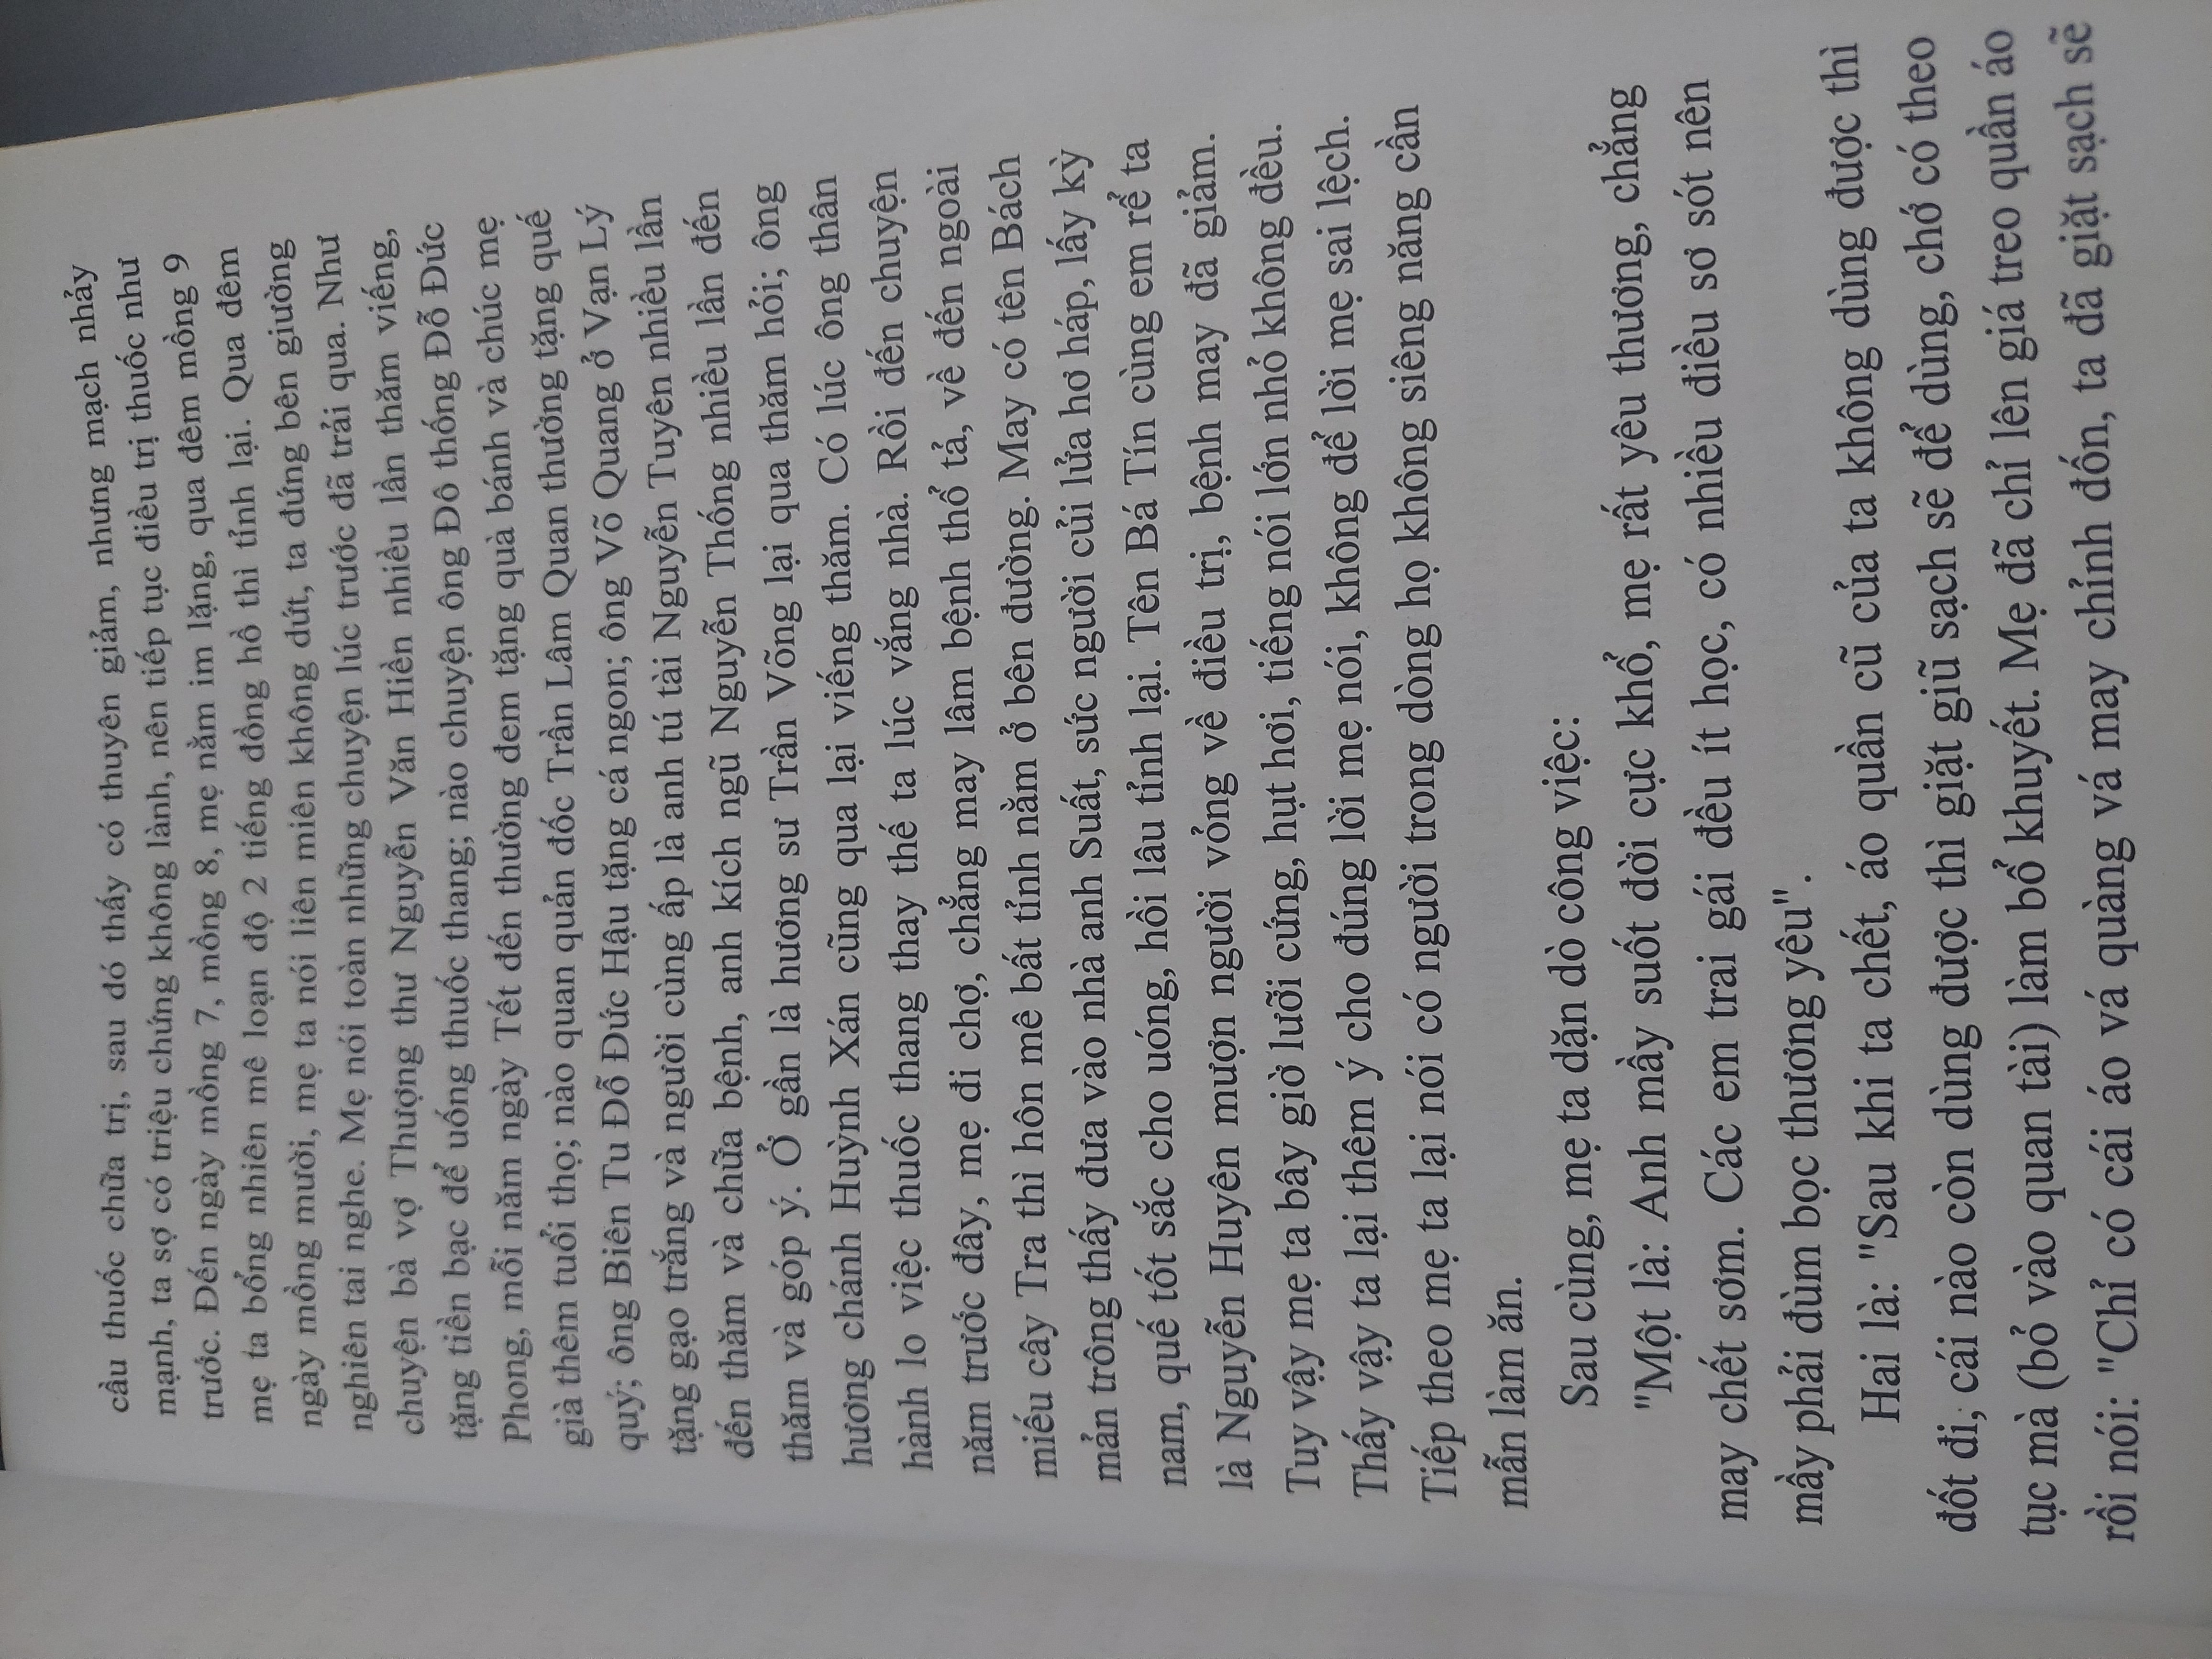 cầu thuốc chữa trị, sau đó thấy có thuyên giảm, nhưng mạch nhảy
mạnh, ta sợ có triệu chứng không lành, nên tiếp tục điều trị thuốc như
trước. Đến ngày mồng 7, mồng 8, mẹ nằm im lặng, qua đêm mồng 9
mẹ ta bổng nhiên mê loạn độ 2 tiếng đồng hồ thì tỉnh lại. Qua đêm
ngày mồng mười, mẹ ta nói liên miên không dứt, ta đứng bên giường
nghiên tai nghe. Mẹ nói toàn những chuyện lúc trước đã trải qua. Như
chuyện bà vợ Thượng thư Nguyễn Văn Hiền nhiều lần thăm viếng,
tặng tiền bạc để uống thuốc thang; nào chuyện ông Đô thống Đỗ Đức
Phong, mỗi năm ngày Tết đến thường đem tặng quà bánh và chúc mẹ
già thêm tuổi thọ; nào quan quản đốc Trần Lâm Quan thường tặng quế
quý; ông Biên Tu Đỗ Đức Hậu tặng cá ngon; ông Võ Quang ở Vạn Lý
tặng gạo trắng và người cùng ấp là anh tú tài Nguyễn Tuyên nhiều lần
đến thăm và chữa bệnh, anh kích ngũ Nguyễn Thống nhiều lần đến
thăm và góp ý. Ở gần là hương sư Trần Võng lại qua thăm hỏi; ông
hương chánh Huỳnh Xán cũng qua lại viếng thăm. Có lúc ông thân
hành lo việc thuốc thang thay thế ta lúc vắng nhà. Rồi đến chuyện
năm trước đây, mẹ đi chợ, chẳng may lâm bệnh thổ tả, về đến ngoài
miếu cây Tra thì hôn mê bất tỉnh nằm ở bên đường. May có tên Bách
mản trông thấy đưa vào nhà anh Suất, sức người củi lửa hơ háp, lấy kỳ
nam, quế tốt sắc cho uóng, hồi lâu tỉnh lại. Tên Bá Tín cùng em rể ta
là Nguyễn Huyên mượn người vỏng về điều trị, bệnh may đã giảm.
Tuy vậy mẹ ta bây giờ lưỡi cứng, hụt hơi, tiếng nói lớn nhỏ không đều.
Thấy vậy ta lại thêm ý cho đúng lời mẹ nói, không để lời mẹ sai lệch.
Tiếp theo mẹ ta lại nói có người trong dòng họ không siêng năng cần
mẫn làm ăn.
Sau cùng, mẹ ta dặn dò công việc:
"Một là: Anh mầy suốt đời cực khổ, mẹ rất yêu thương, chẳng
may chết sơm. Các em trai gái đều ít học, có nhiều điều sơ sót nên
mầy phải đùm bọc thương yêu".
Hai là: "Sau khi ta chết, áo quần cũ của ta không dùng được thì
đốt đi, cái nào còn dùng được thì giặt giũ sạch sẽ để dùng, chớ có theo
tục mà (bỏ vào quan tài) làm bổ khuyết. Mẹ đã chỉ lên giá treo quần áo
rồi nói: "Chỉ có cái áo vá quàng vá may chỉnh đốn, ta đã giặt sạch sẽ